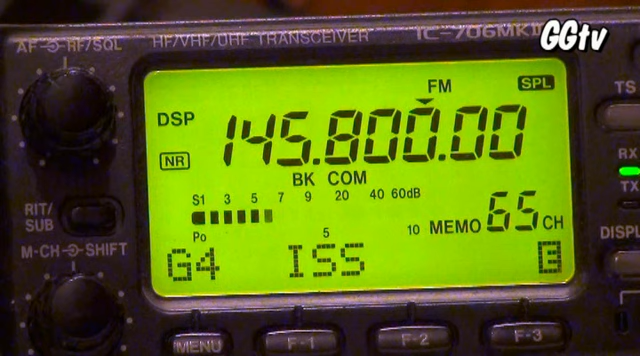 GGtv
AF RF/SQL HF/VHF/UHF TRANSCEIVER IC-706MKII
FM SPL TS
DSP 145.800.00
NR
BK COM RX
S1 3 5 7 9 20 40 60dB TX
RIT/SUB
Po 5 10 MEMO 65 CH
M-CH SHIFT G4 ISS E
MENU F-1 F-2 F-3